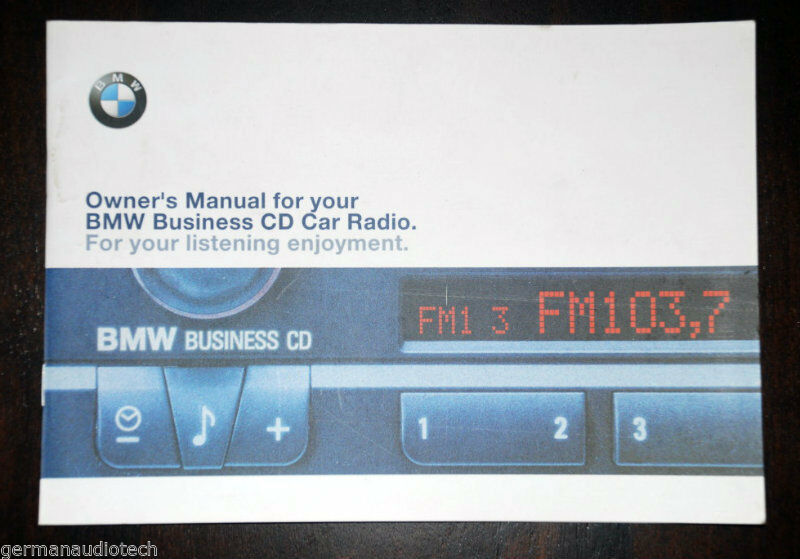 BMW
Owner's Manual for your
BMW Business CD Car Radio.
For your listening enjoyment.
FM1 3 FM103,7
BMW BUSINESS CD
+ 1 2 3
germanaudiotech